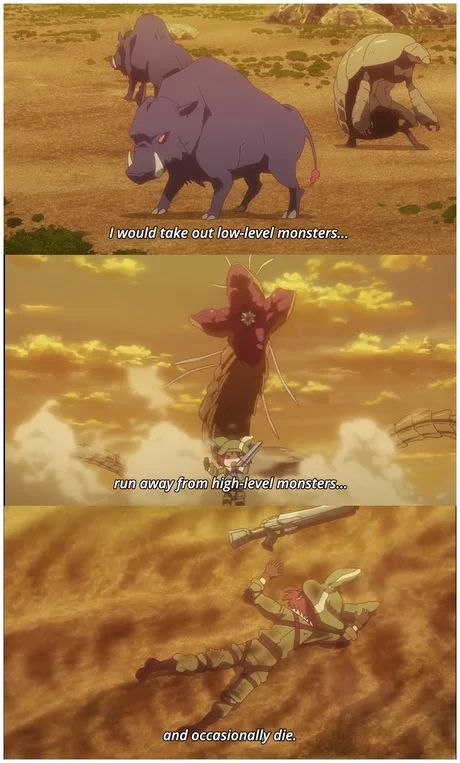 I would take out low-level monsters...
run away from high-level monsters...
and occasionally die.